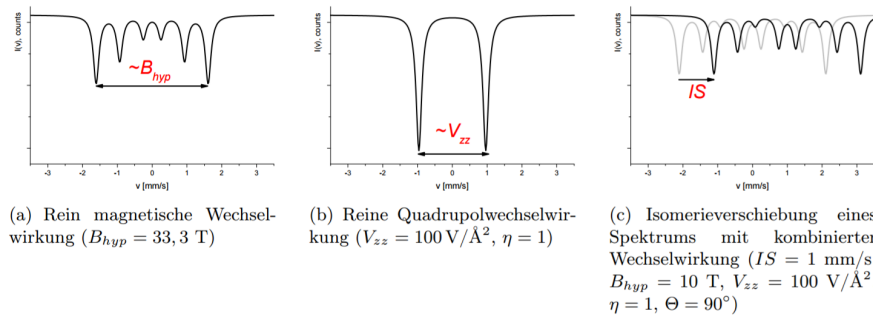 I(v), counts
~B_hyp
-3 -2 -1 0 1 2 3
v [mm/s]
I(v), counts
~V_zz
-3 -2 -1 0 1 2 3
v [mm/s]
I(v), counts
IS
-3 -2 -1 0 1 2 3
v [mm/s]
(a) Rein magnetische Wechsel-
wirkung (B_hyp = 33,3 T)
(b) Reine Quadrupolwechselwir-
kung (V_zz = 100 V/Å², η = 1)
(c) Isomerieverschiebung eines
Spektrums mit kombinierter
Wechselwirkung (IS = 1 mm/s
B_hyp = 10 T, V_zz = 100 V/Å²
η = 1, Θ = 90°)